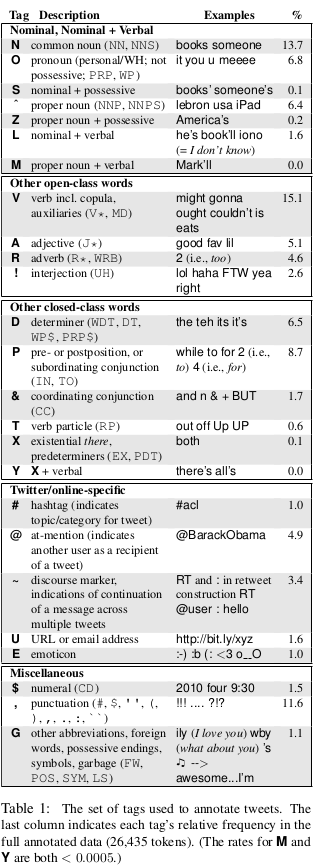 Tag Description Examples %
Nominal, Nominal + Verbal
N common noun (NN, NNS) books someone 13.7
O pronoun (personal/WH; not it you u meeee 6.8
possessive; PRP, WP)
S nominal + possessive books' someone's 0.1
^ proper noun (NNP, NNPS) lebron usa iPad 6.4
Z proper noun + possessive America's 0.2
L nominal + verbal he's book'll iono 1.6
(= I don't know)
M proper noun + verbal Mark'll 0.0
Other open-class words
V verb incl. copula, might gonna 15.1
auxiliaries (V*, MD) ought couldn't is
eats
A adjective (J*) good fav lil 5.1
R adverb (R*, WRB) 2 (i.e., too) 4.6
! interjection (UH) lol haha FTW yea 2.6
right
Other closed-class words
D determiner (WDT, DT, the teh its it's 6.5
WP$, PRP$)
P pre- or postposition, or while to for 2 (i.e., 8.7
subordinating conjunction to) 4 (i.e., for)
(IN, TO)
& coordinating conjunction and n & + BUT 1.7
(CC)
T verb particle (RP) out off Up UP 0.6
X existential there, both 0.1
predeterminers (EX, PDT)
Y X + verbal there's all's 0.0
Twitter/online-specific
# hashtag (indicates #acl 1.0
topic/category for tweet)
@ at-mention (indicates @BarackObama 4.9
another user as a recipient
of a tweet)
~ discourse marker, RT and : in retweet 3.4
indications of continuation construction RT
of a message across @user : hello
multiple tweets
U URL or email address http://bit.ly/xyz 1.6
E emoticon :-) :b (: <3 o__O 1.0
Miscellaneous
$ numeral (CD) 2010 four 9:30 1.5
, punctuation (#, $, '', (, !!! .... ?!? 11.6
), ,, ., :, ``)
G other abbreviations, foreign ily (I love you) wby 1.1
words, possessive endings, (what about you) 's
symbols, garbage (FW, ♫ -->
POS, SYM, LS) awesome...I'm
Table 1: The set of tags used to annotate tweets. The
last column indicates each tag's relative frequency in the
full annotated data (26,435 tokens). (The rates for M and
Y are both < 0.0005.)